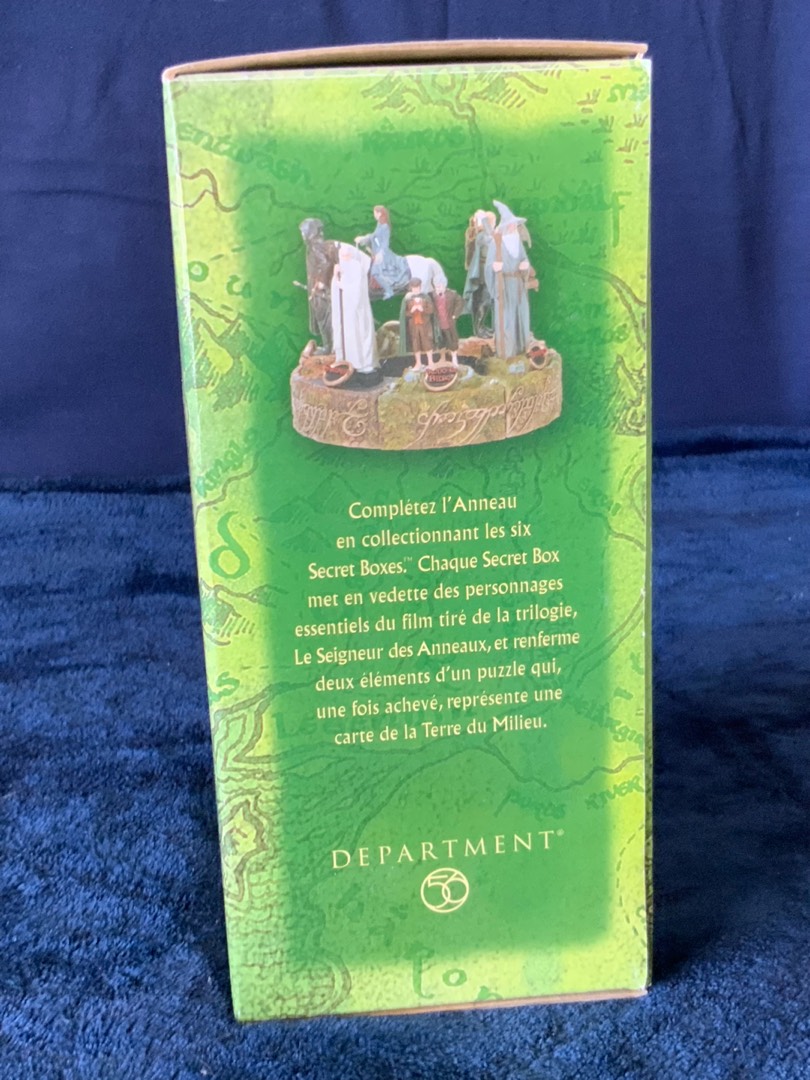 Complétez l'Anneau
en collectionnant les six
Secret Boxes.™ Chaque Secret Box
met en vedette des personnages
essentiels du film tiré de la trilogie,
Le Seigneur des Anneaux, et renferme
deux éléments d'un puzzle qui,
une fois achevé, représente une
carte de la Terre du Milieu.
DEPARTMENT®
56